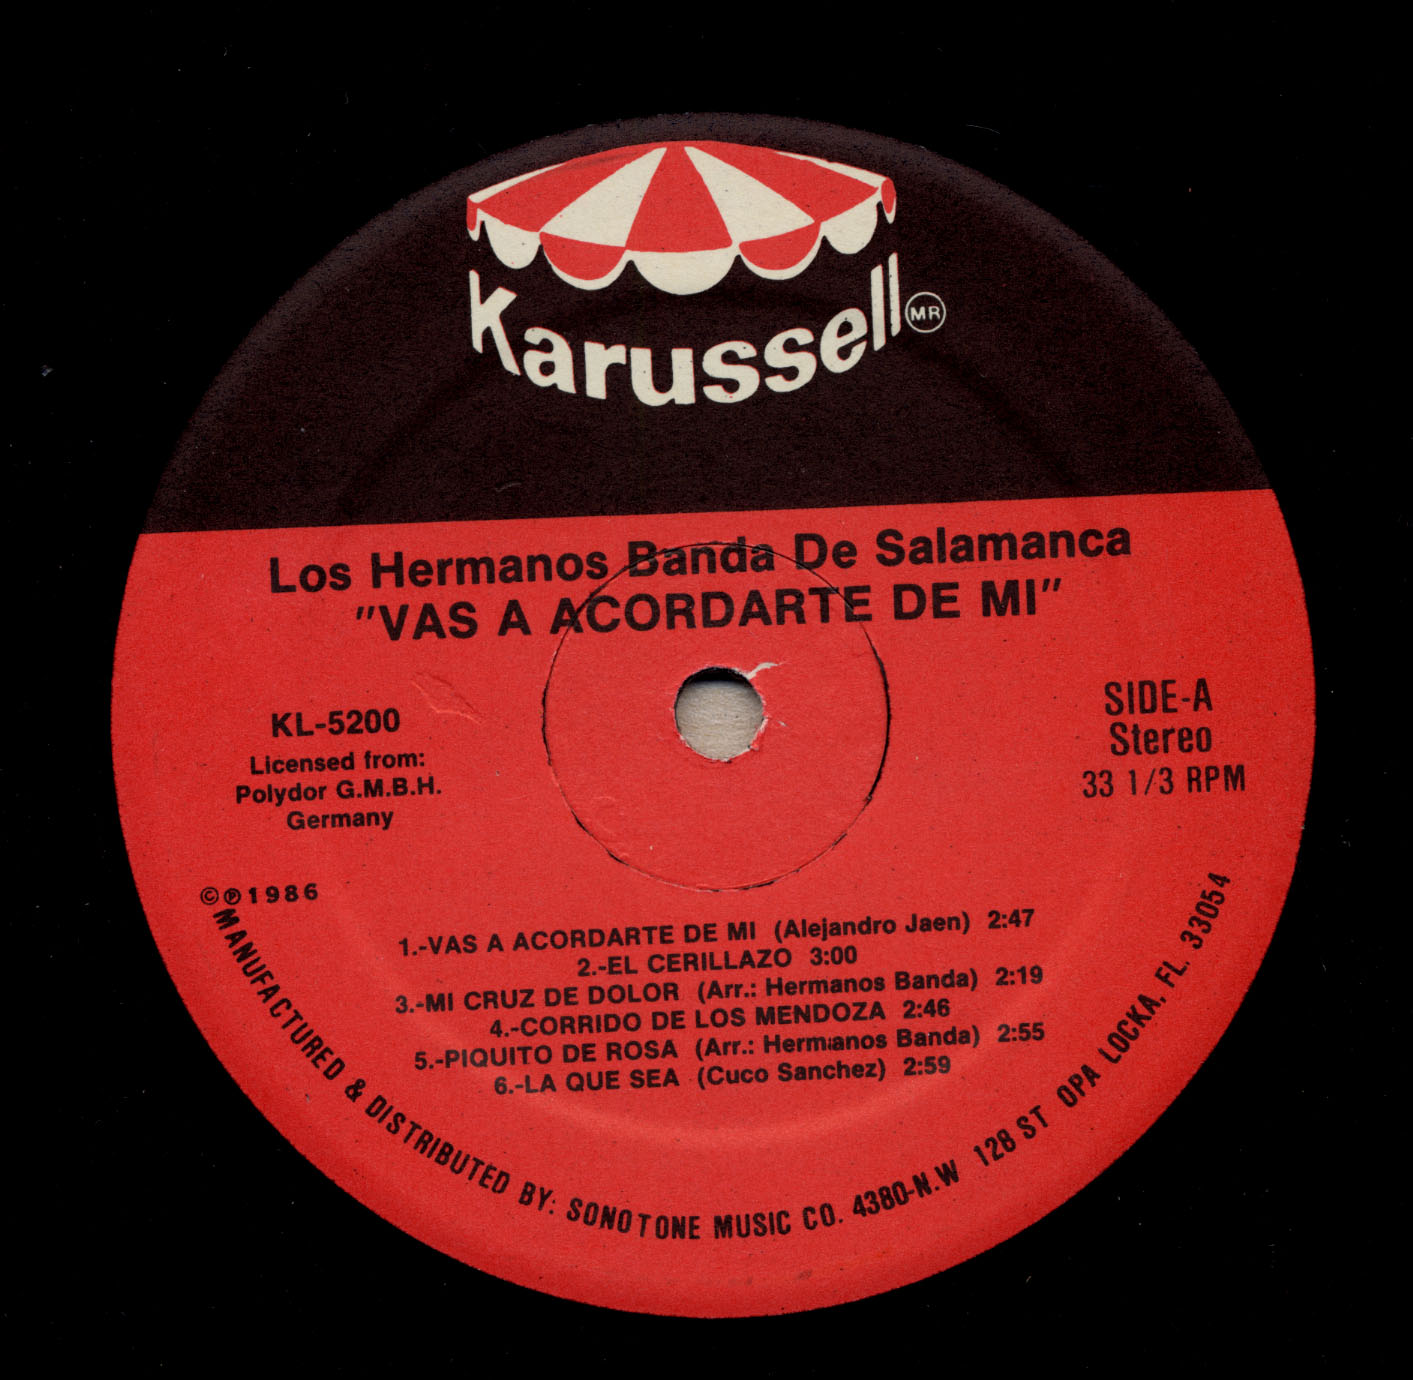 Karussell MR
Los Hermanos Banda De Salamanca
"VAS A ACORDARTE DE MI"
KL-5200
Licensed from:
Polydor G.M.B.H.
Germany
SIDE-A
Stereo
33 1/3 RPM
©℗1986
1.-VAS A ACORDARTE DE MI (Alejandro Jaen) 2:47
2.-EL CERILLAZO 3:00
3.-MI CRUZ DE DOLOR (Arr.: Hermanos Banda) 2:19
4.-CORRIDO DE LOS MENDOZA 2:46
5.-PIQUITO DE ROSA (Arr.: Hermanos Banda) 2:55
6.-LA QUE SEA (Cuco Sanchez) 2:59
MANUFACTURED & DISTRIBUTED BY: SONOTONE MUSIC CO. 4380-N.W 128 ST OPA LOCKA, FL. 33054